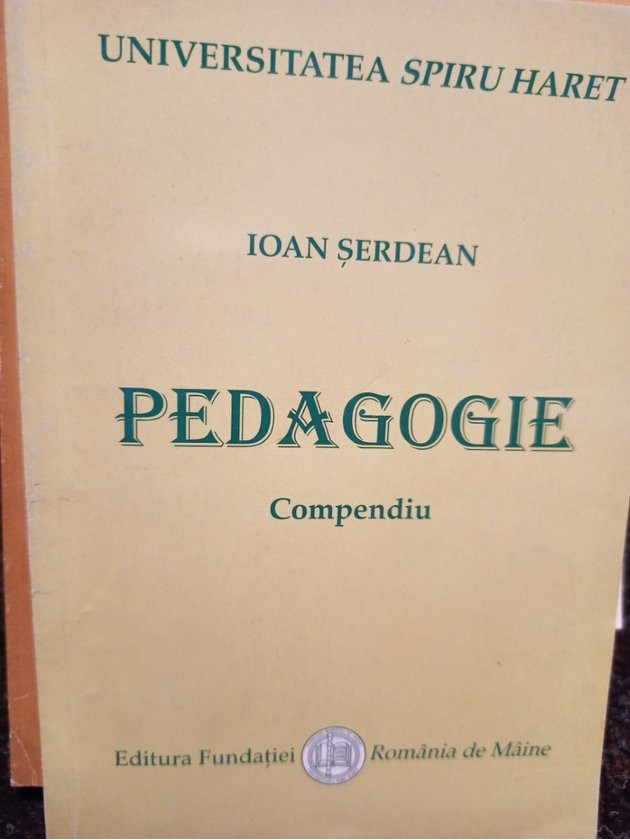 UNIVERSITATEA SPIRU HARET
IOAN ȘERDEAN
PEDAGOGIE
Compendiu
Editura Fundației România de Mâine